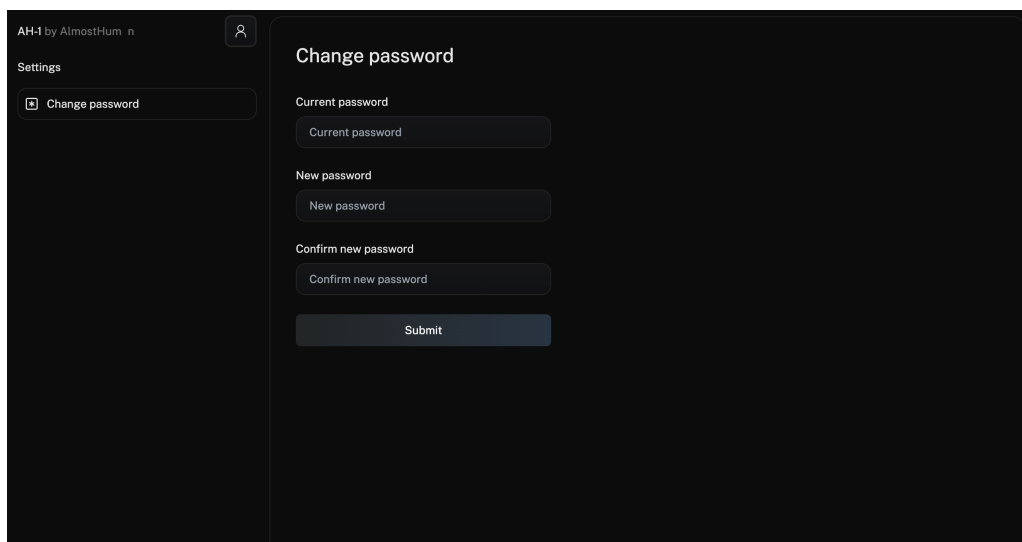 AH-1 by AlmostHum n
Settings
Change password
Change password
Current password
Current password
New password
New password
Confirm new password
Confirm new password
Submit